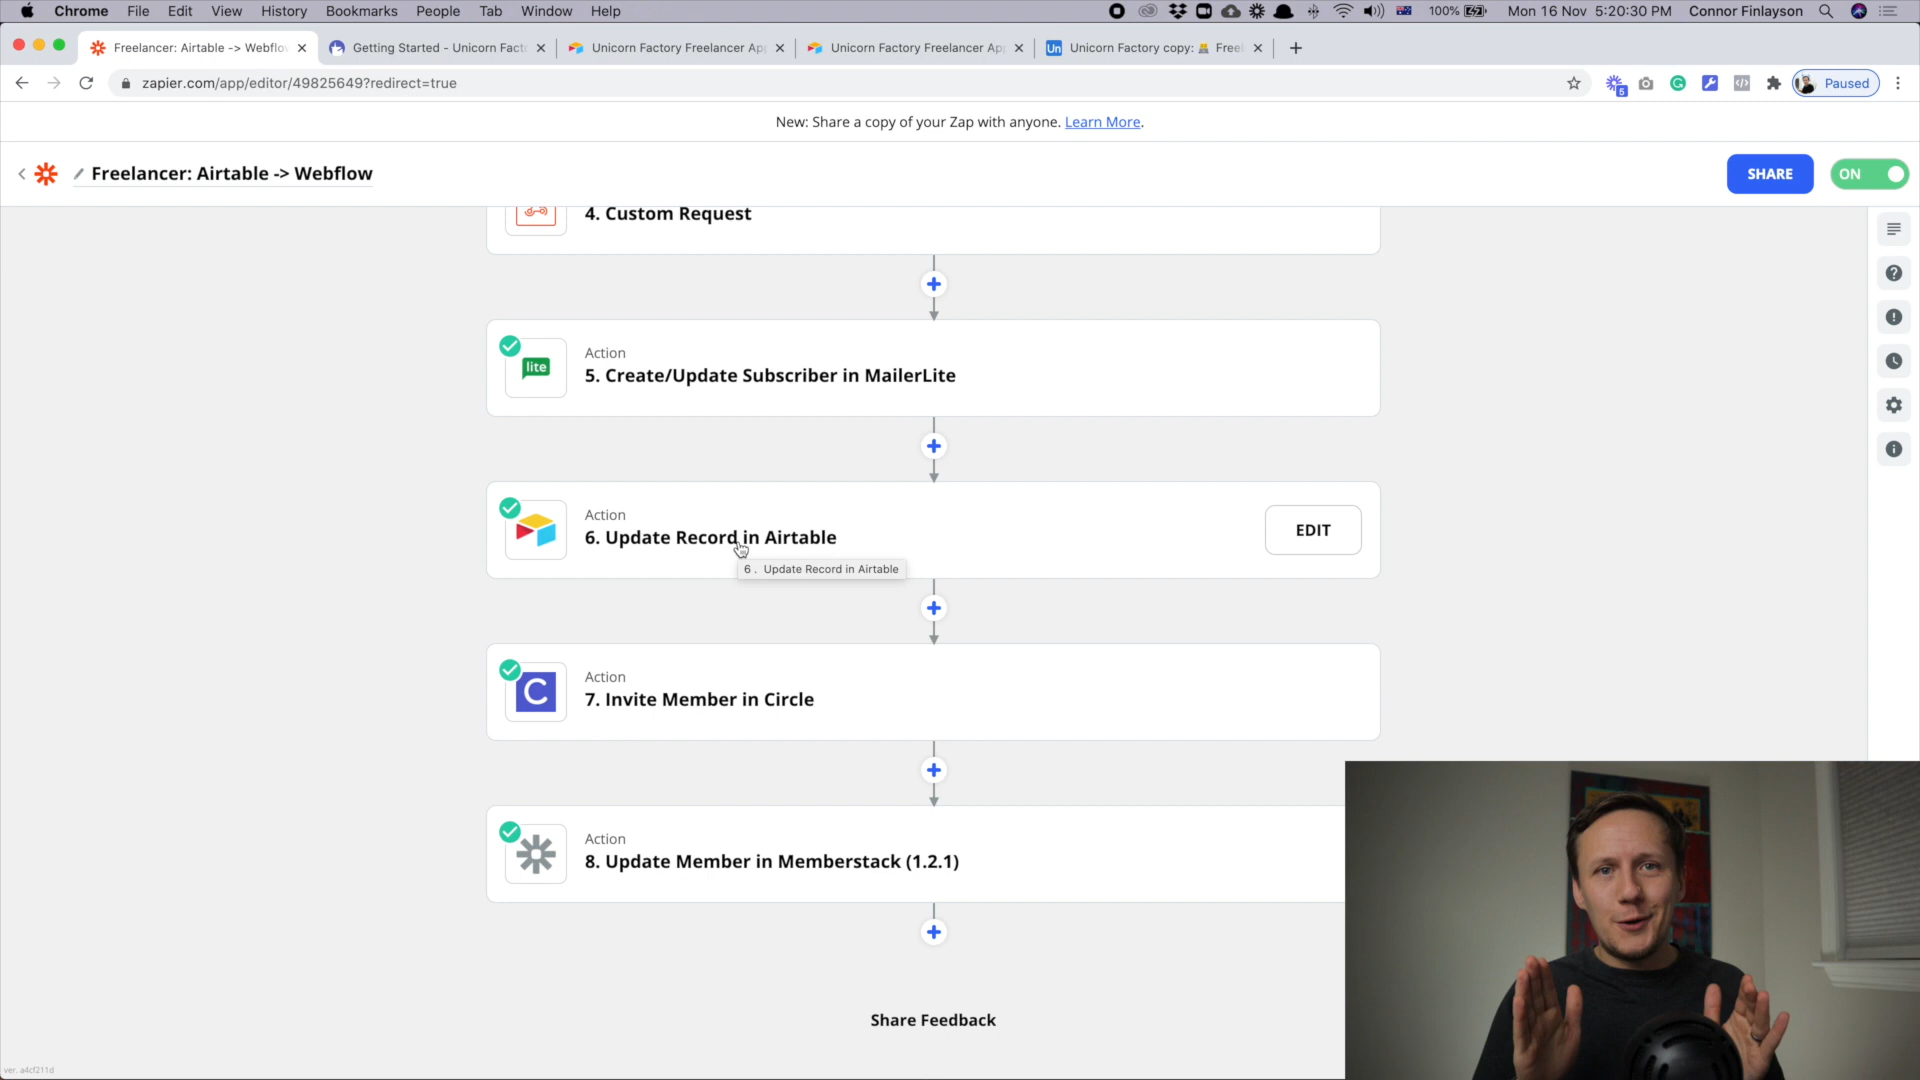 Chrome File Edit View History Bookmarks People Tab Window Help 100% Mon 16 Nov 5:20:30 PM Connor Finlayson
Freelancer: Airtable -> Webflo Getting Started - Unicorn Fact Unicorn Factory Freelancer Ap Unicorn Factory Freelancer Ap Un Unicorn Factory copy: Free
zapier.com/app/editor/49825649?redirect=true 5 Paused
New: Share a copy of your Zap with anyone. Learn More.
Freelancer: Airtable -> Webflow SHARE ON
4. Custom Request
Action
lite
5. Create/Update Subscriber in MailerLite
Action
6. Update Record in Airtable EDIT
6 . Update Record in Airtable
Action
C
7. Invite Member in Circle
Action
8. Update Member in Memberstack (1.2.1)
Share Feedback
ver. a4cf211d